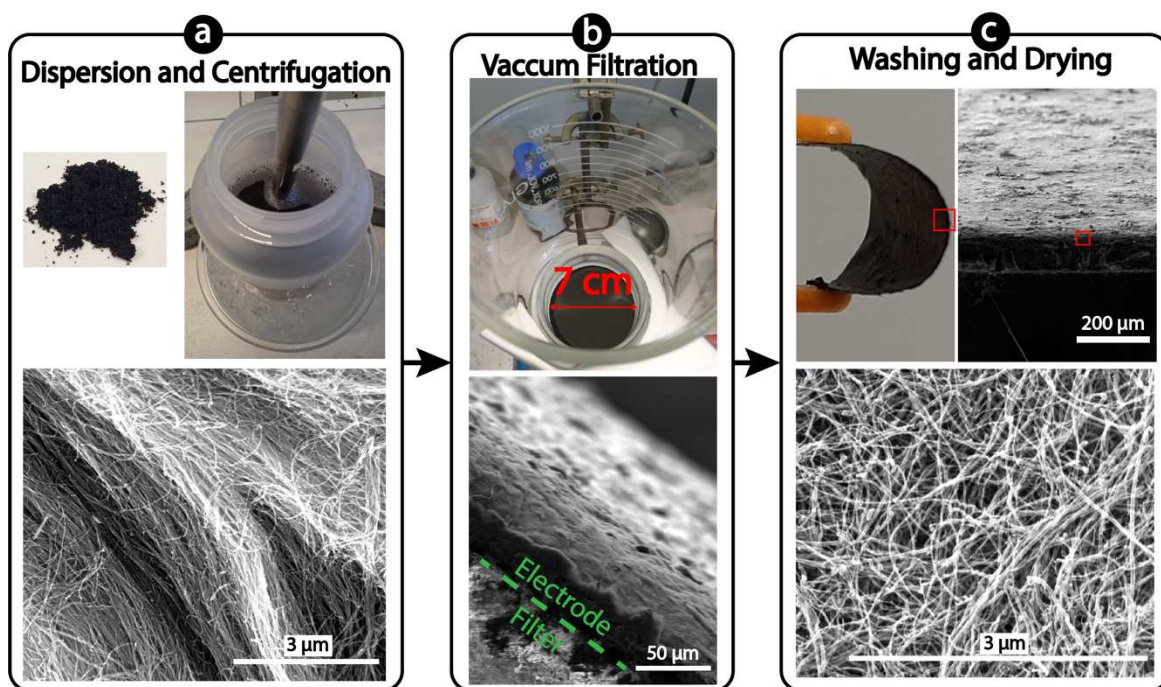 a
Dispersion and Centrifugation
3 µm
b
Vaccum Filtration
7 cm
Electrode
Filter
50 µm
c
Washing and Drying
200 µm
3 µm